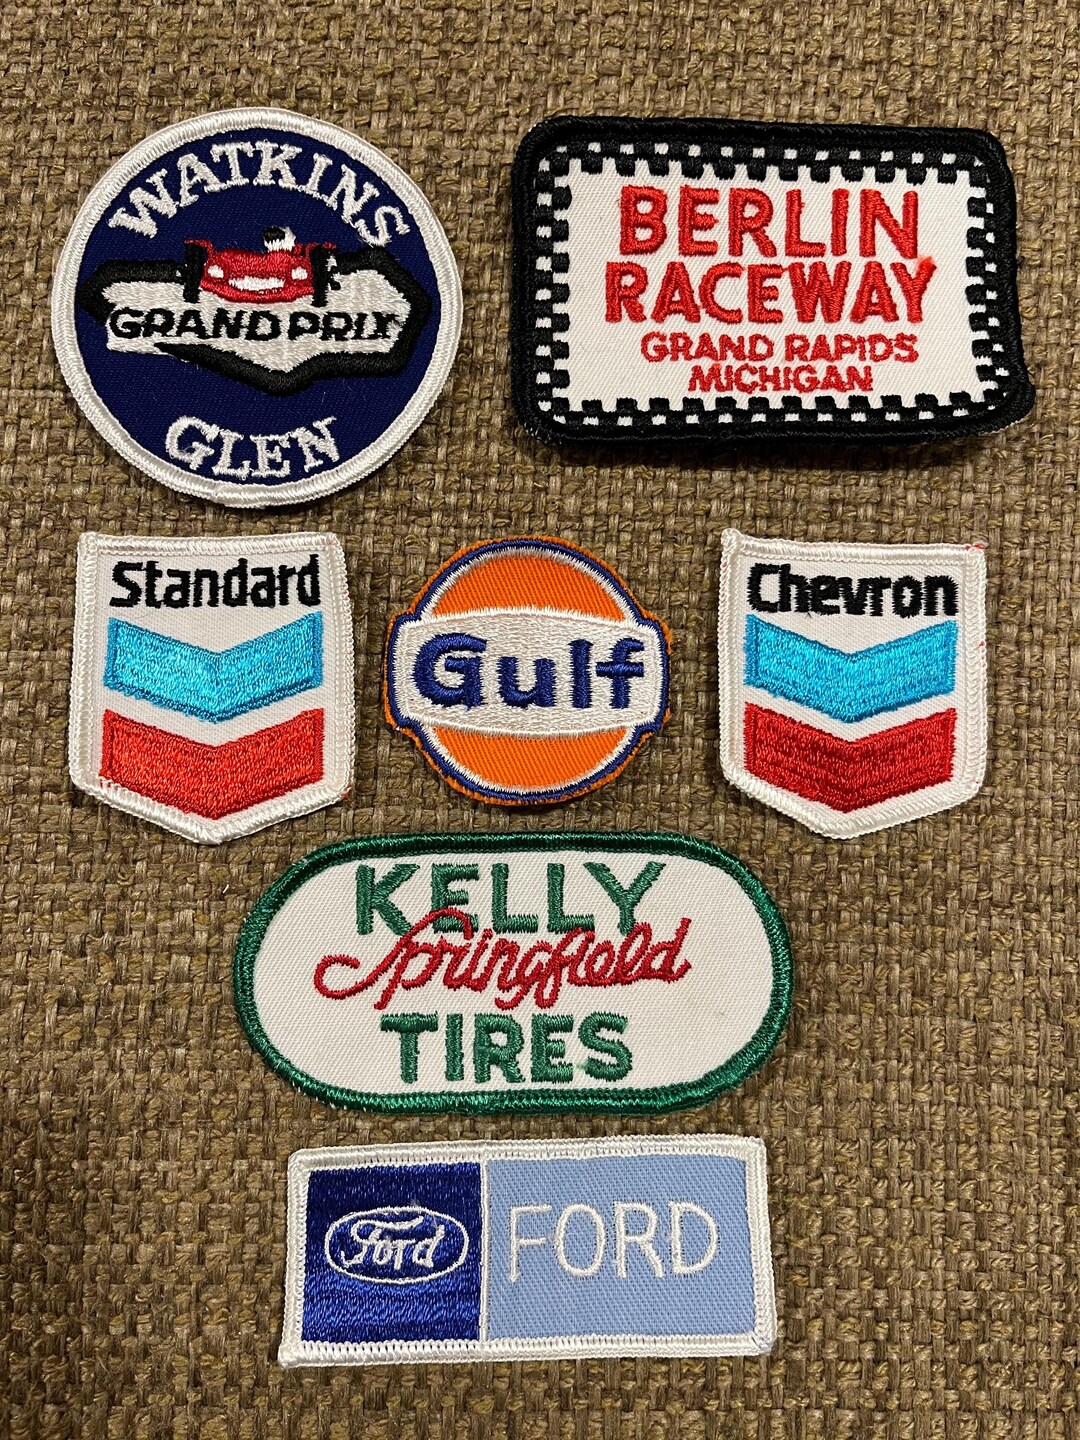 WATKINS
GRAND PRIX
GLEN
BERLIN
RACEWAY
GRAND RAPIDS
MICHIGAN
Standard
Gulf
Chevron
KELLY
Springfield
TIRES
Ford
FORD